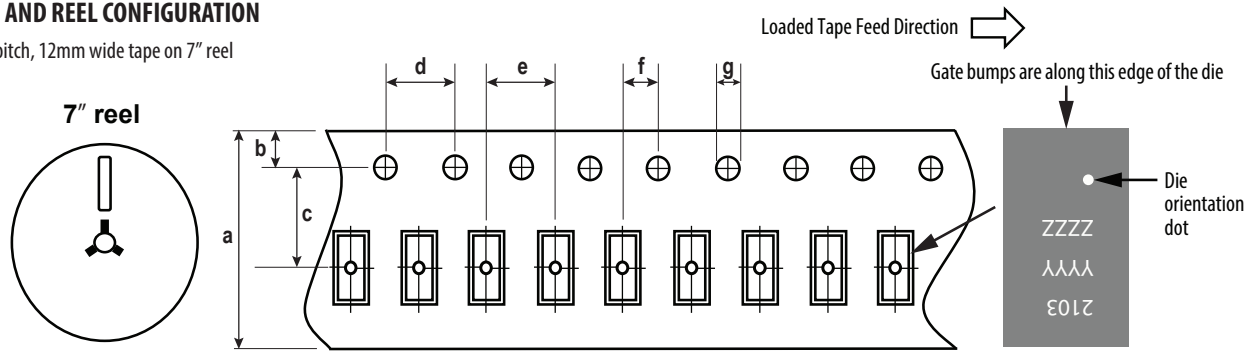 AND REEL CONFIGURATION
pitch, 12mm wide tape on 7” reel
Loaded Tape Feed Direction
Gate bumps are along this edge of the die
7” reel
d
e
f
g
b
c
a
Die
orientation
dot
ZZZZ
YYYY
2103